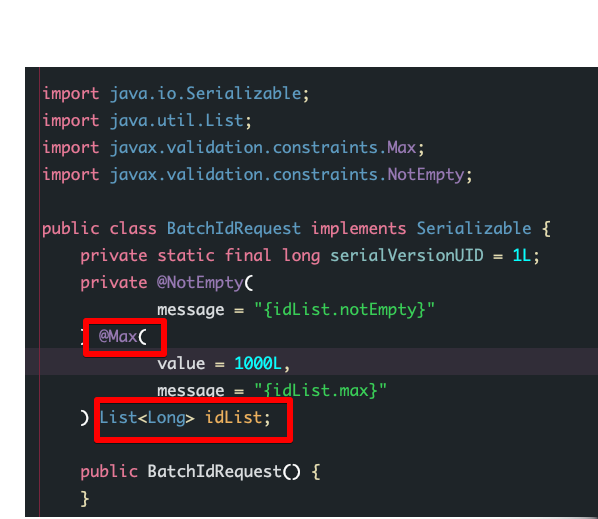 import java.io.Serializable;
import java.util.List;
import javax.validation.constraints.Max;
import javax.validation.constraints.NotEmpty;
public class BatchIdRequest implements Serializable {
private static final long serialVersionUID = 1L;
private @NotEmpty(
message = "{idList.notEmpty}"
) @Max(
value = 1000L,
message = "{idList.max}"
) List<Long> idList;
public BatchIdRequest() {
}